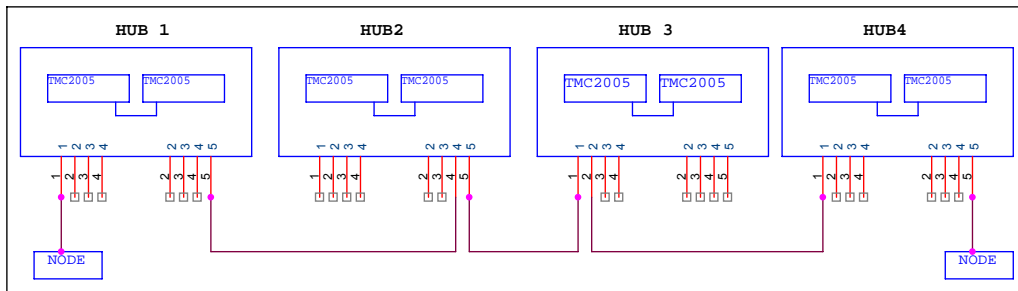 HUB 1 HUB2 HUB 3 HUB4
TMC2005 TMC2005 TMC2005 TMC2005 TMC2005 TMC2005 TMC2005 TMC2005
1 2 3 4 2 3 4 5 1 2 3 4 2 3 4 5 1 2 3 4 2 3 4 5 1 2 3 4 2 3 4 5
1 2 3 4 2 3 4 5 1 2 3 4 2 3 4 5 1 2 3 4 2 3 4 5 1 2 3 4 2 3 4 5
NODE NODE